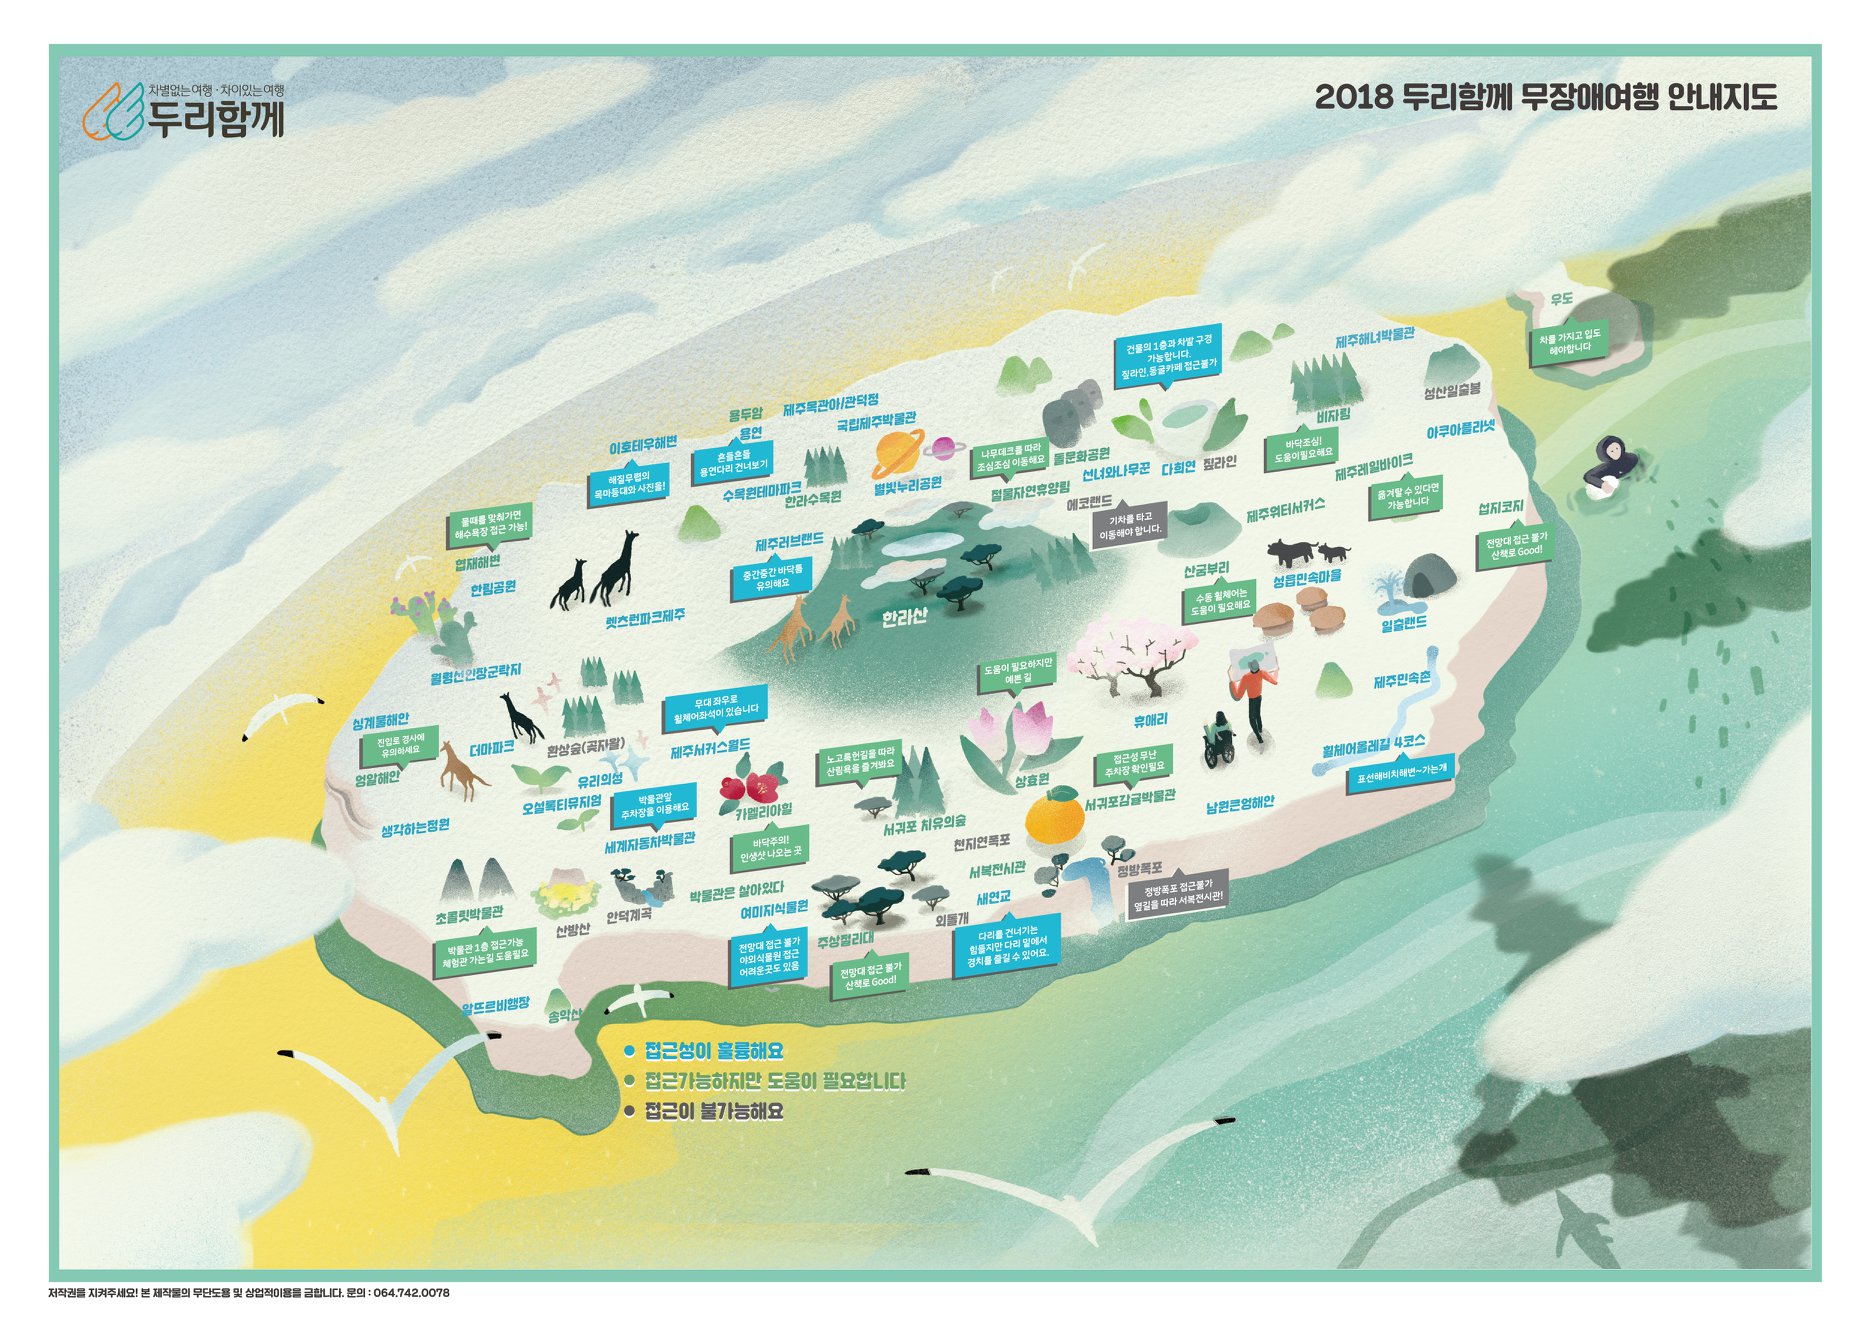 차별없는여행·차이있는여행
두리함께
2018 두리함께 무장애여행 안내지도
우도
차를 가지고 입도
해야합니다
건물의 1층과 차밭 구경
가능합니다.
짚라인,동굴카페 접근불가
제주해녀박물관
성산일출봉
비자림
바닥조심!
도움이필요해요
아쿠아플라넷
제주레일바이크
옮겨탈 수 있다면
가능합니다
섭지코지
전망대 접근 불가
산책로 Good!
용두암
제주목관아/관덕정
용연
흔들흔들
용연다리 건너보기
국립제주박물관
이호테우해변
해질무렵의
목마등대와 사진을!
수목원테마파크
한라수목원
별빛누리공원
나무데크를 따라
조심조심 이동해요
돌문화공원
절물자연휴양림
선녀와나무꾼
다희연
짚라인
에코랜드
기차를 타고
이동해야 합니다.
제주워터서커스
물때를 맞춰가면
해수욕장 접근 가능!
협재해변
한림공원
제주러브랜드
중간중간 바닥틈
유의해요
렛츠런파크제주
한라산
산굼부리
수동 휠체어는
도움이 필요해요
성읍민속마을
일출랜드
월령선인장군락지
도움이 필요하지만
예쁜 길
제주민속촌
싱계물해안
진입로 경사에
유의하세요
엉알해안
더마파크
환상숲(곶자왈)
무대 좌우로
휠체어좌석이 있습니다
제주서커스월드
유리의성
오설록티뮤지엄
박물관앞
주차장을 이용해요
세계자동차박물관
생각하는정원
카멜리아힐
바닥주의!
인생샷 나오는 곳
노고록헌길을 따라
산림욕을 즐겨봐요
서귀포 치유의숲
상효원
휴애리
접근성 무난
주차장 확인필요
서귀포감귤박물관
휠체어올레길 4코스
표선해비치해변~가는개
남원큰엉해안
천지연폭포
서복전시관
새연교
다리를 건너기는
힘들지만 다리 밑에서
경치를 즐길 수 있어요.
정방폭포
정방폭포 접근불가
옆길을 따라 서복전시관!
초콜릿박물관
박물관 1층 접근가능
체험관 가는길 도움필요
산방산
안덕계곡
박물관은 살아있다
여미지식물원
전망대 접근 불가
야외식물원 접근
어려운곳도 있음
주상절리대
전망대 접근 불가
산책로 Good!
외돌개
알뜨르비행장
송악산
접근성이 훌륭해요
접근가능하지만 도움이 필요합니다
접근이 불가능해요
저작권을 지켜주세요! 본 제작물의 무단도용 및 상업적이용을 금합니다. 문의 : 064.742.0078